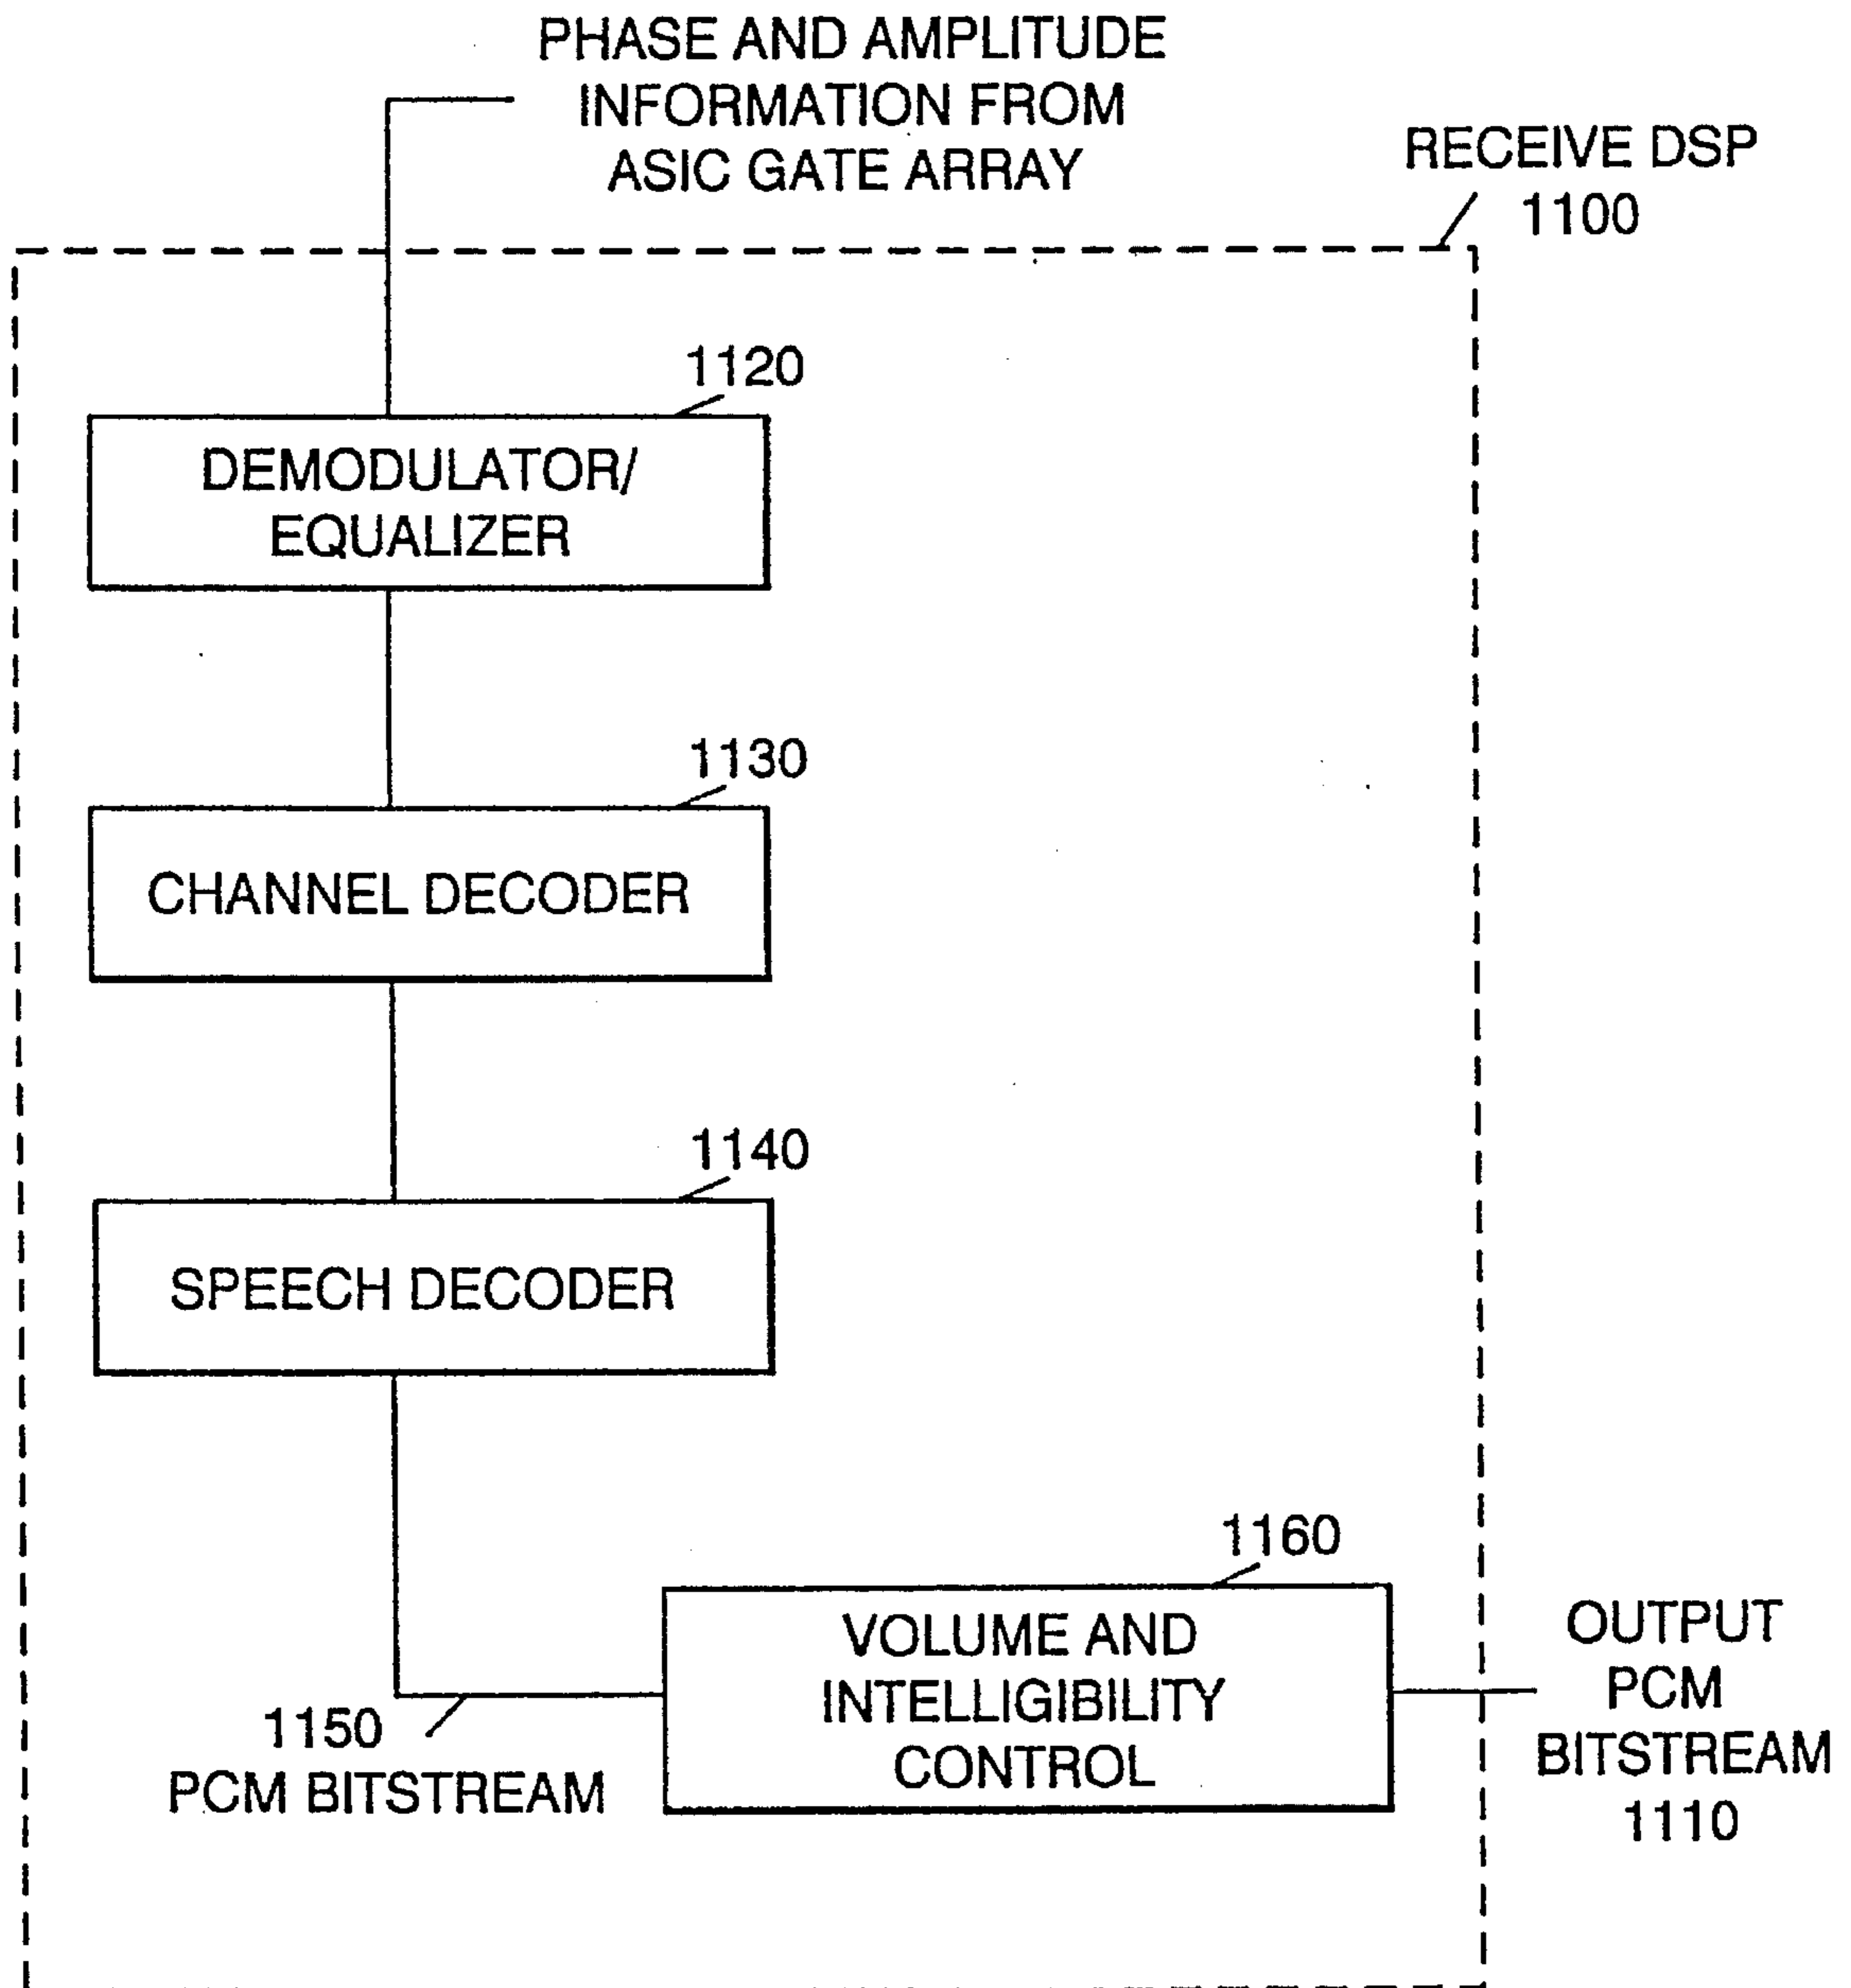 PHASE AND AMPLITUDE
INFORMATION FROM
ASIC GATE ARRAY
RECEIVE DSP
1100
1120
DEMODULATOR/
EQUALIZER
1130
CHANNEL DECODER
1140
SPEECH DECODER
1160
VOLUME AND
INTELLIGIBILITY
CONTROL
1150
PCM BITSTREAM
OUTPUT
PCM
BITSTREAM
1110